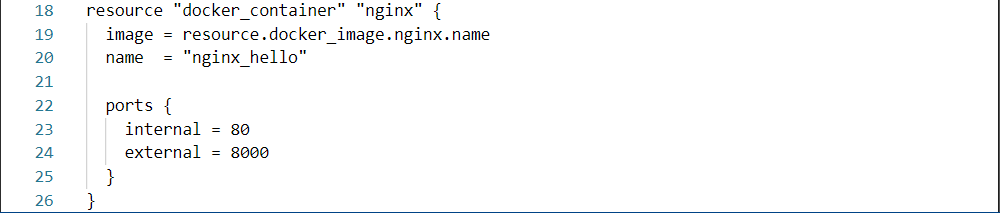 18 resource "docker_container" "nginx" {
19   image = resource.docker_image.nginx.name
20   name  = "nginx_hello"
21
22   ports {
23     internal = 80
24     external = 8000
25   }
26 }